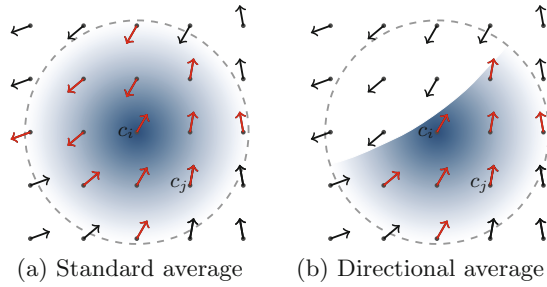 c_i
c_j
c_i
c_j
(a) Standard average
(b) Directional average